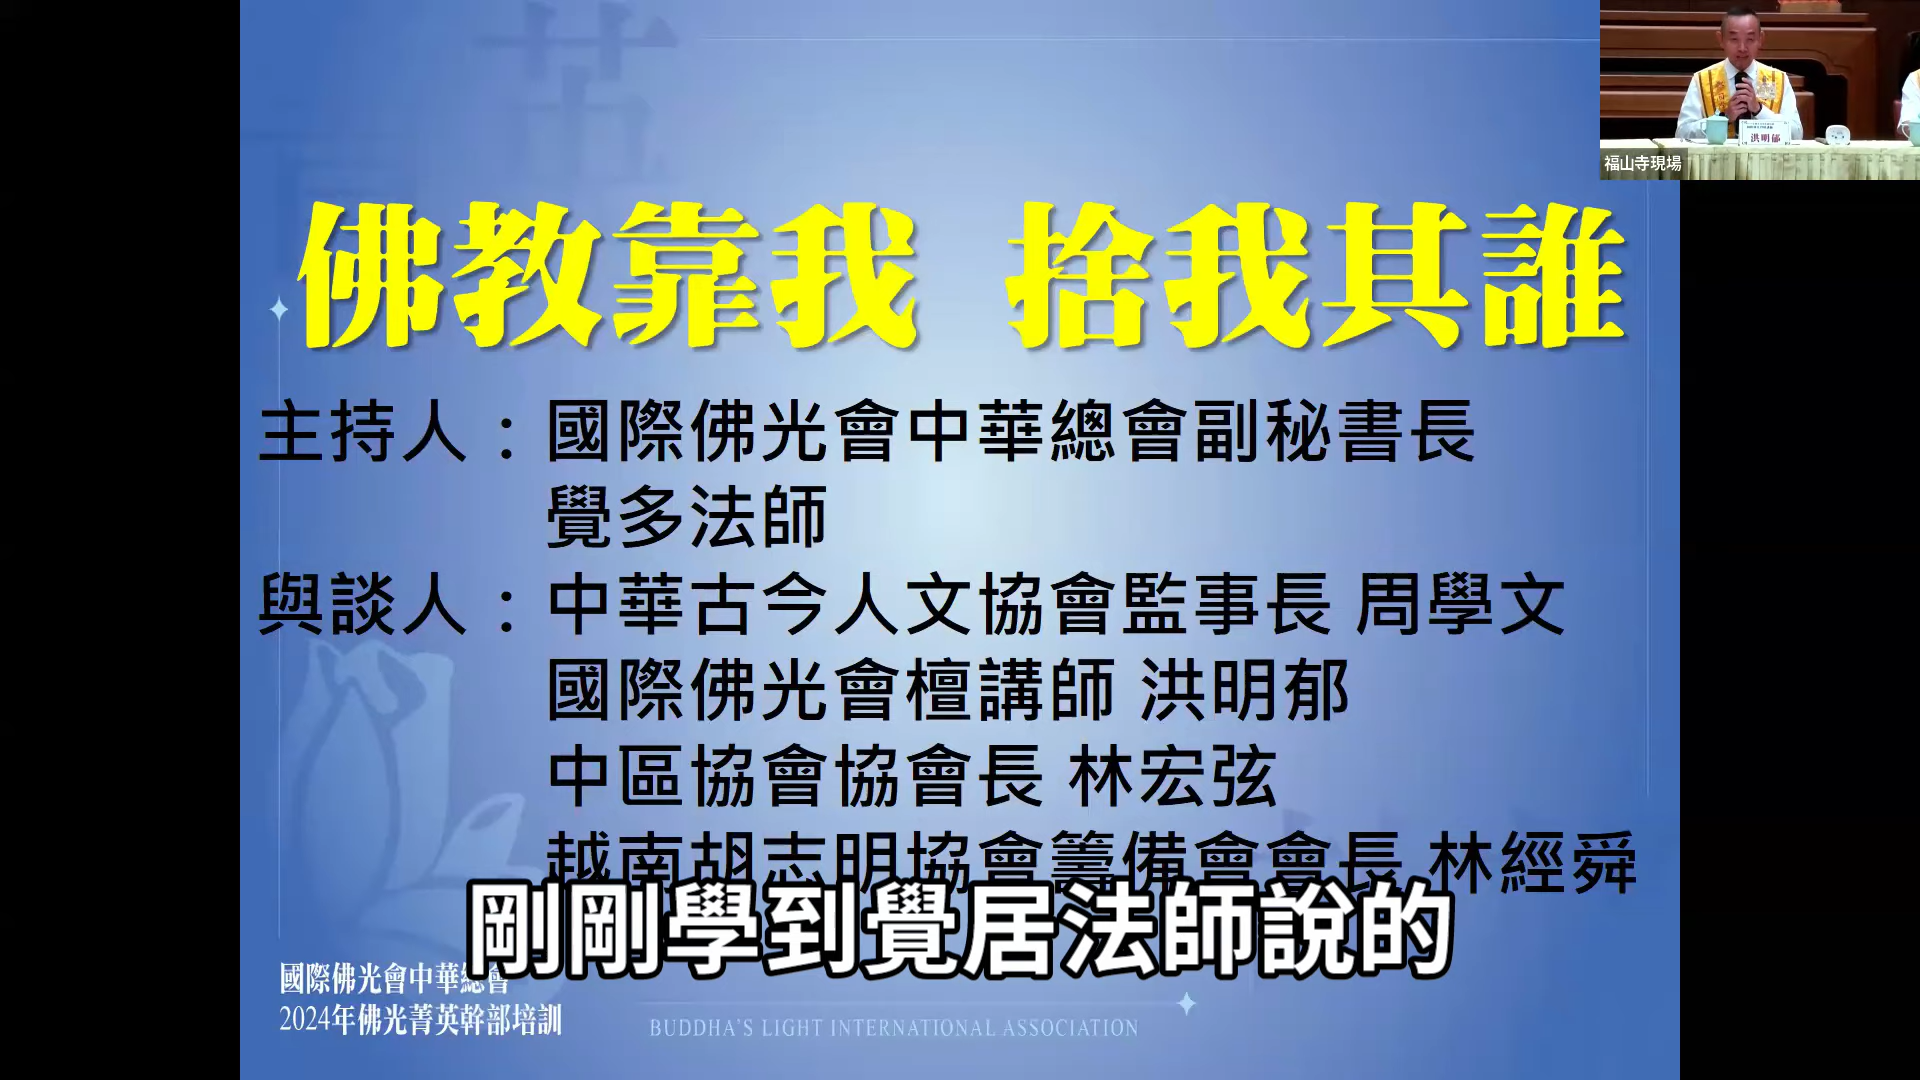 佛教靠我 捨我其誰
主持人：國際佛光會中華總會副秘書長
覺多法師
與談人：中華古今人文協會監事長 周學文
國際佛光會檀講師 洪明郁
中區協會協會長 林宏弦
越南胡志明協會籌備會會長 林經舜
剛剛學到覺居法師說的
國際佛光會中華總會
2024年佛光菁英幹部培訓
BUDDHA'S LIGHT INTERNATIONAL ASSOCIATION
洪明郁
福山寺現場